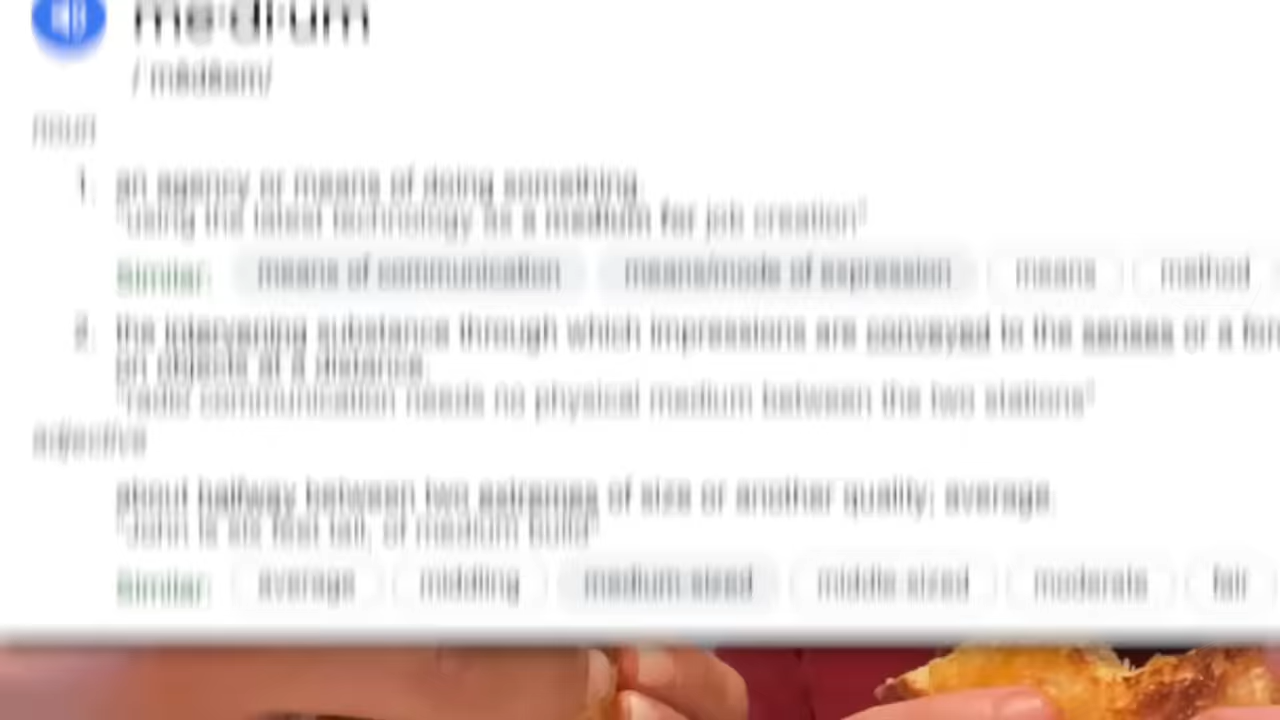 me·di·um
/ˈmēdēəm/
noun
1. an agency or means of doing something.
"using the latest technology as a medium for job creation"
Similar: means of communication means/mode of expression means method
2. the intervening substance through which impressions are conveyed to the senses or a
on objects at a distance.
"radio communication needs no physical medium between the two stations"
adjective
about halfway between two extremes of size or another quality; average.
"John is six feet tall, of medium build"
Similar: average middling medium-sized middle-sized moderate fair